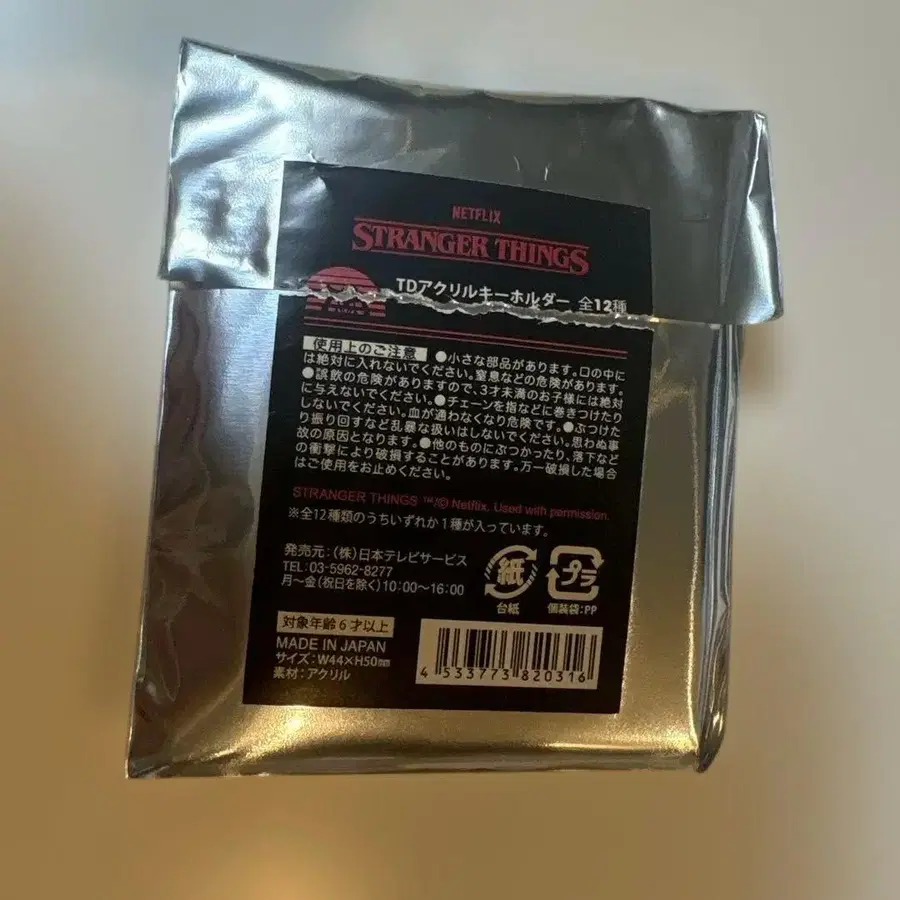 NETFLIX
STRANGER THINGS
TDアクリルキーホルダー 全12種
使用上のご注意 ●小さな部品があります。口の中に
は絶対に入れないでください。窒息などの危険があります。
●誤飲の危険がありますので、3才未満のお子様には絶対
に与えないでください。●チェーンを指などに巻きつけたり
しないでください。血が通わなくなり危険です。●ぶつけた
り振り回すなど乱暴な扱いはしないでください。思わぬ事
故の原因となります。●他のものにぶつかったり、落下など
の衝撃により破損することがあります。万一破損した場合
はご使用をお止めください。
STRANGER THINGS ™/© Netflix. Used with permission.
※全12種類のうちいずれか1種が入っています。
発売元:(株)日本テレビサービス
TEL:03-5962-8277
月〜金(祝日を除く)10:00〜16:00
紙
台紙
プラ
個装袋:PP
対象年齢6才以上
MADE IN JAPAN
サイズ:W44×H50mm
素材:アクリル
4 533773 820316